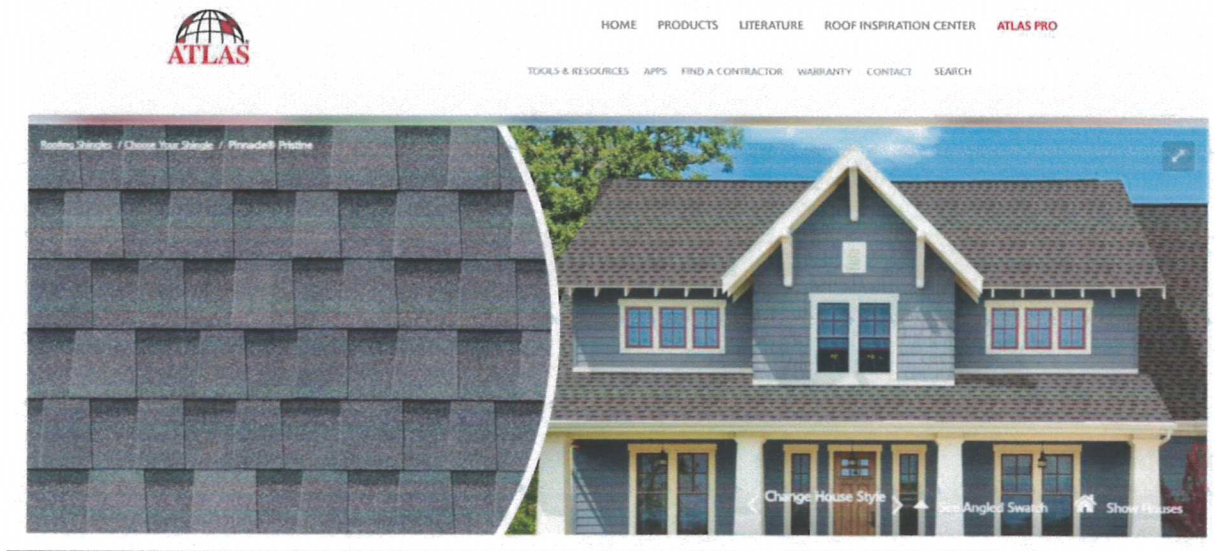 ATLAS
HOME PRODUCTS LITERATURE ROOF INSPIRATION CENTER ATLAS PRO
TOOLS & RESOURCES APPS FIND A CONTRACTOR WARRANTY CONTACT SEARCH
Roofing Shingles / Choose Your Shingle / Pinnacle® Pristine
Change House Style
See Angled Swatch
Show Houses